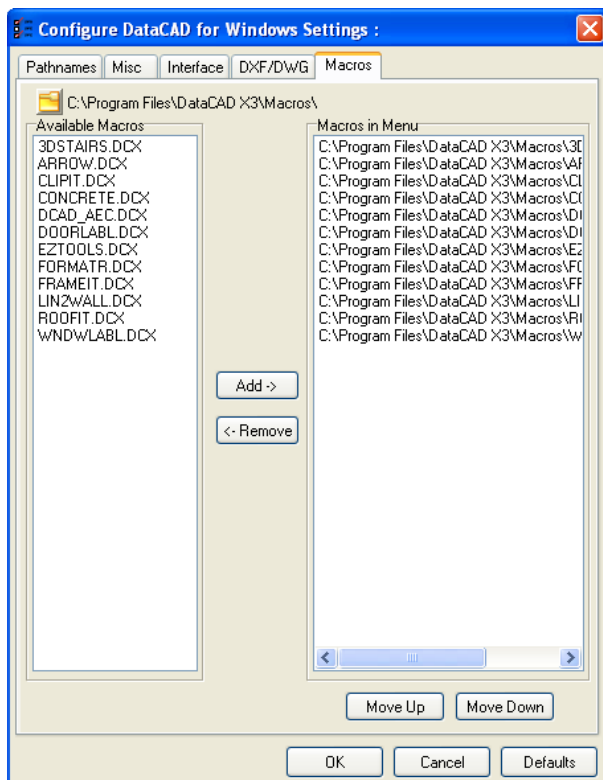 Configure DataCAD for Windows Settings :
Pathnames Misc Interface DXF/DWG Macros
C:\Program Files\DataCAD X3\Macros\
Available Macros
3DSTAIRS.DCX
ARROW.DCX
CLIPIT.DCX
CONCRETE.DCX
DCAD_AEC.DCX
DOORLABL.DCX
EZTOOLS.DCX
FORMATR.DCX
FRAMEIT.DCX
LIN2WALL.DCX
ROOFIT.DCX
WNDWLABL.DCX
Add ->
<- Remove
Macros in Menu
C:\Program Files\DataCAD X3\Macros\3D
C:\Program Files\DataCAD X3\Macros\AF
C:\Program Files\DataCAD X3\Macros\CL
C:\Program Files\DataCAD X3\Macros\CO
C:\Program Files\DataCAD X3\Macros\D
C:\Program Files\DataCAD X3\Macros\D
C:\Program Files\DataCAD X3\Macros\EZ
C:\Program Files\DataCAD X3\Macros\FO
C:\Program Files\DataCAD X3\Macros\FF
C:\Program Files\DataCAD X3\Macros\LI
C:\Program Files\DataCAD X3\Macros\R
C:\Program Files\DataCAD X3\Macros\W
Move Up Move Down
OK Cancel Defaults